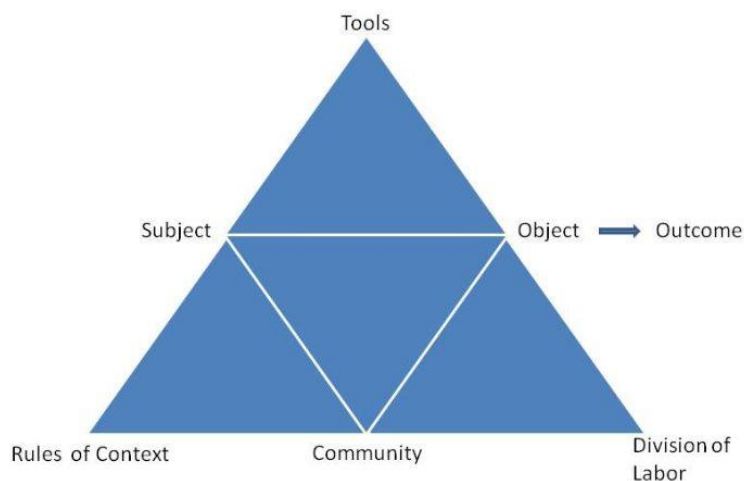 Tools
Subject
Object
Outcome
Rules of Context
Community
Division of
Labor